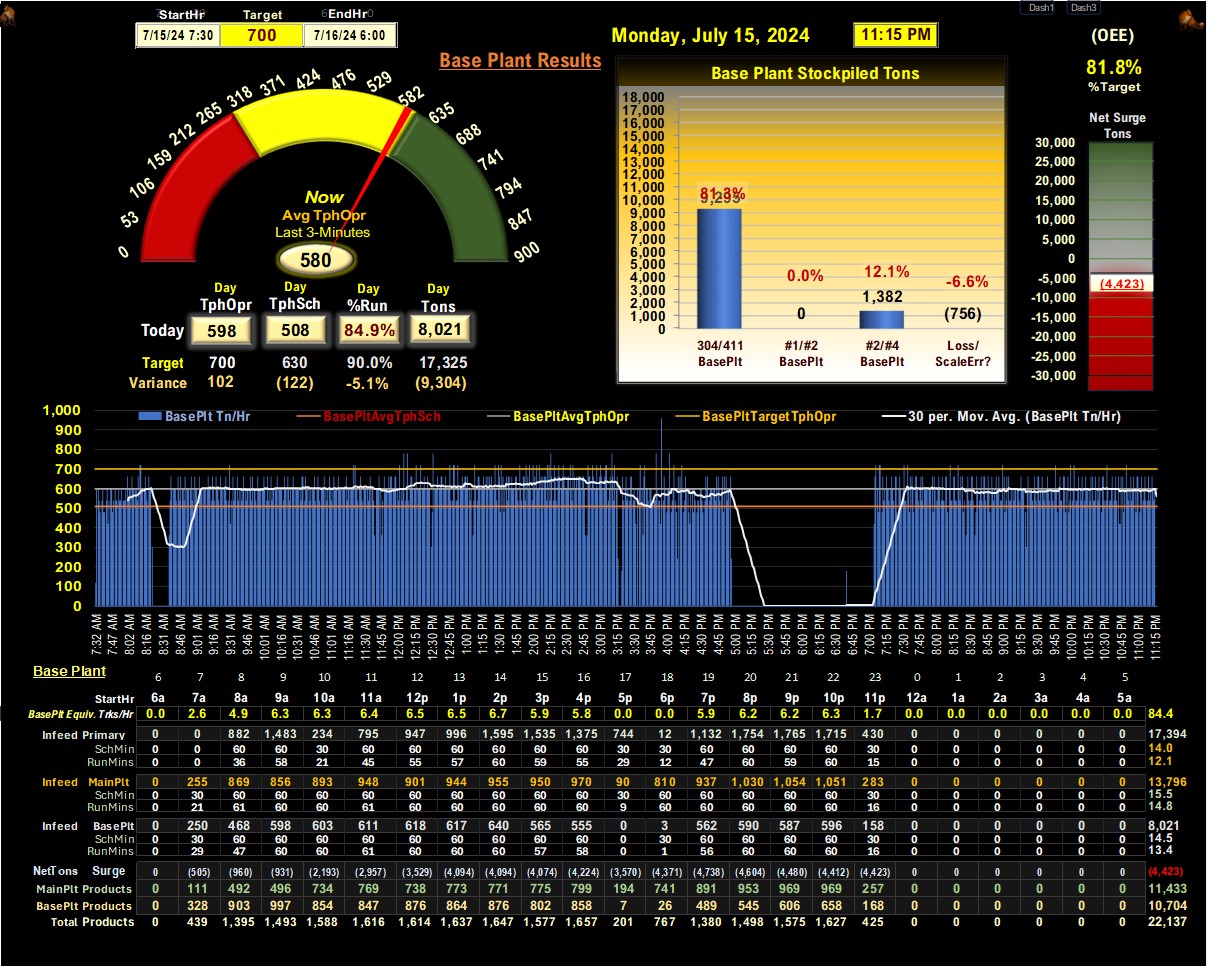 Dash1 Dash3
StartHr Target EndHr
7/15/24 7:30 700 7/16/24 6:00
Monday, July 15, 2024 11:15 PM
(OEE)
81.8%
%Target
Base Plant Results
Base Plant Stockpiled Tons
Net Surge
Tons
0 53 106 159 212 265 318 371 424 476 529 582 635 688 741 794 847 900
Now
Avg TphOpr
Last 3-Minutes
580
Day Day Day Day
TphOpr TphSch %Run Tons
Today 598 508 84.9% 8,021
Target 700 630 90.0% 17,325
Variance 102 (122) -5.1% (9,304)
18,000
17,000
16,000
15,000
14,000
13,000
12,000
11,000
10,000
9,000
8,000
7,000
6,000
5,000
4,000
3,000
2,000
1,000
0
81.3% 0.0% 12.1% -6.6%
9,295 0 1,382 (756)
304/411 #1/#2 #2/#4 Loss/
BasePlt BasePlt BasePlt ScaleErr?
30,000
25,000
20,000
15,000
10,000
5,000
0
-5,000
-10,000
-15,000
-20,000
-25,000
-30,000
(4,423)
BasePlt Tn/Hr BasePltAvgTphSch BasePltAvgTphOpr BasePltTargetTphOpr 30 per. Mov. Avg. (BasePlt Tn/Hr)
1,000
900
800
700
600
500
400
300
200
100
0
7:32 AM 7:47 AM 8:02 AM 8:16 AM 8:31 AM 8:46 AM 9:01 AM 9:16 AM 9:31 AM 9:46 AM 10:01 AM 10:16 AM 10:31 AM 10:46 AM 11:01 AM 11:16 AM 11:30 AM 11:45 AM 12:00 PM 12:15 PM 12:30 PM 12:45 PM 1:00 PM 1:15 PM 1:30 PM 1:45 PM 2:00 PM 2:15 PM 2:30 PM 2:45 PM 3:00 PM 3:15 PM 3:30 PM 3:45 PM 4:00 PM 4:15 PM 4:30 PM 4:45 PM 5:00 PM 5:15 PM 5:30 PM 5:45 PM 6:00 PM 6:15 PM 6:30 PM 6:45 PM 7:00 PM 7:15 PM 7:30 PM 7:45 PM 8:00 PM 8:15 PM 8:30 PM 8:45 PM 9:00 PM 9:15 PM 9:30 PM 9:45 PM 10:00 PM 10:15 PM 10:30 PM 10:45 PM 11:00 PM 11:15 PM
Base Plant 6 7 8 9 10 11 12 13 14 15 16 17 18 19 20 21 22 23 0 1 2 3 4 5
StartHr 6a 7a 8a 9a 10a 11a 12p 1p 2p 3p 4p 5p 6p 7p 8p 9p 10p 11p 12a 1a 2a 3a 4a 5a
BasePlt Equiv. Trks/Hr 0.0 2.6 4.9 6.3 6.3 6.4 6.5 6.5 6.7 5.9 5.8 0.0 0.0 5.9 6.2 6.2 6.3 1.7 0.0 0.0 0.0 0.0 0.0 0.0 84.4
Infeed Primary 0 0 882 1,483 234 795 947 996 1,595 1,535 1,375 744 12 1,132 1,754 1,765 1,715 430 0 0 0 0 0 0 17,394
SchMin 0 0 60 60 30 60 60 60 60 60 60 30 30 60 60 60 60 30 0 0 0 0 0 0 14.0
RunMins 0 0 36 58 21 45 55 57 60 59 55 29 12 47 60 59 60 15 0 0 0 0 0 0 12.1
Infeed MainPlt 0 255 869 856 893 948 901 944 955 950 970 90 810 937 1,030 1,054 1,051 283 0 0 0 0 0 0 13,796
SchMin 0 30 60 60 60 60 60 60 60 60 60 30 60 60 60 60 60 30 0 0 0 0 0 0 15.5
RunMins 0 21 61 60 60 61 60 60 60 60 60 9 60 60 60 60 60 16 0 0 0 0 0 0 14.8
Infeed BasePlt 0 250 468 598 603 611 618 617 640 565 555 0 3 562 590 587 596 158 0 0 0 0 0 0 8,021
SchMin 0 30 60 60 60 60 60 60 60 60 60 0 30 60 60 60 60 30 0 0 0 0 0 0 14.5
RunMins 0 29 47 60 60 61 60 60 60 57 58 0 1 56 60 60 60 16 0 0 0 0 0 0 13.4
NetTons Surge 0 (505) (960) (931) (2,193) (2,957) (3,529) (4,094) (4,094) (4,074) (4,224) (3,570) (4,371) (4,738) (4,604) (4,480) (4,412) (4,423) 0 0 0 0 0 0 (4,423)
MainPlt Products 0 111 492 496 734 769 738 773 771 775 799 194 741 891 953 969 969 257 0 0 0 0 0 0 11,433
BasePlt Products 0 328 903 997 854 847 876 864 876 802 858 7 26 489 545 606 658 168 0 0 0 0 0 0 10,704
Total Products 0 439 1,395 1,493 1,588 1,616 1,614 1,637 1,647 1,577 1,657 201 767 1,380 1,498 1,575 1,627 425 0 0 0 0 0 0 22,137